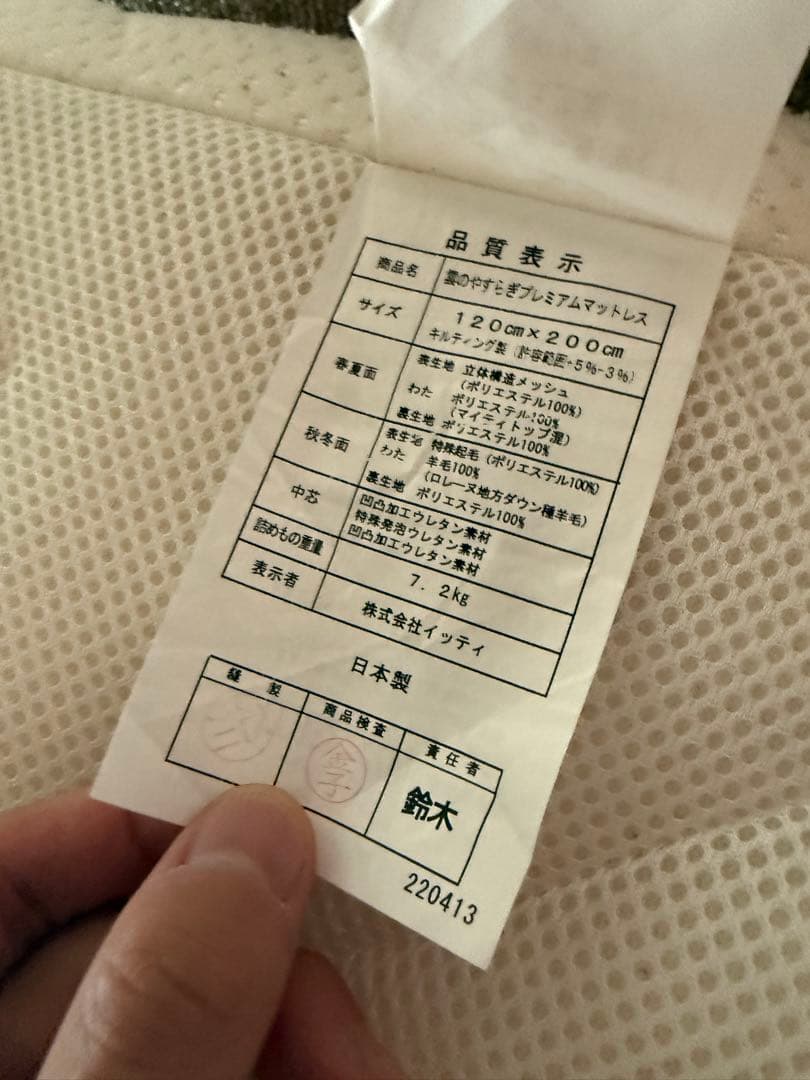 品質表示
商品名 雲のやすらぎプレミアムマットレス
サイズ 120cm×200cm
キルティング製（許容範囲+5%-3%）
春夏面 表生地 立体構造メッシュ
（ポリエステル100%）
わた ポリエステル100%
（マイティトップ混）
裏生地 ポリエステル100%
秋冬面 表生地 特殊起毛（ポリエステル100%）
わた 羊毛100%
（ロレーヌ地方ダウン種羊毛）
裏生地 ポリエステル100%
中芯 凹凸加工ウレタン素材
特殊発泡ウレタン素材
凹凸加工ウレタン素材
詰めもの重量 7.2kg
表示者 株式会社イッティ
日本製
縫製 商品検査 責任者
金子 鈴木
220413